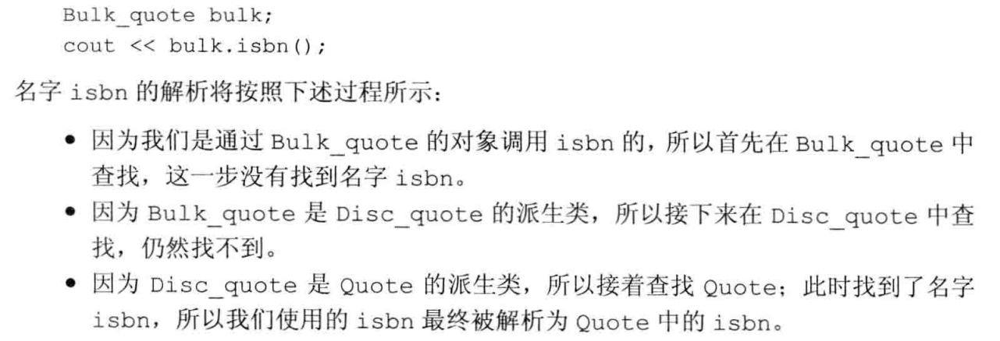 Bulk_quote bulk;
cout << bulk.isbn();
名字 isbn 的解析将按照下述过程所示：
● 因为我们是通过 Bulk_quote 的对象调用 isbn 的，所以首先在 Bulk_quote 中
查找，这一步没有找到名字 isbn。
● 因为 Bulk_quote 是 Disc_quote 的派生类，所以接下来在 Disc_quote 中查
找，仍然找不到。
● 因为 Disc_quote 是 Quote 的派生类，所以接着查找 Quote；此时找到了名字
isbn，所以我们使用的 isbn 最终被解析为 Quote 中的 isbn。